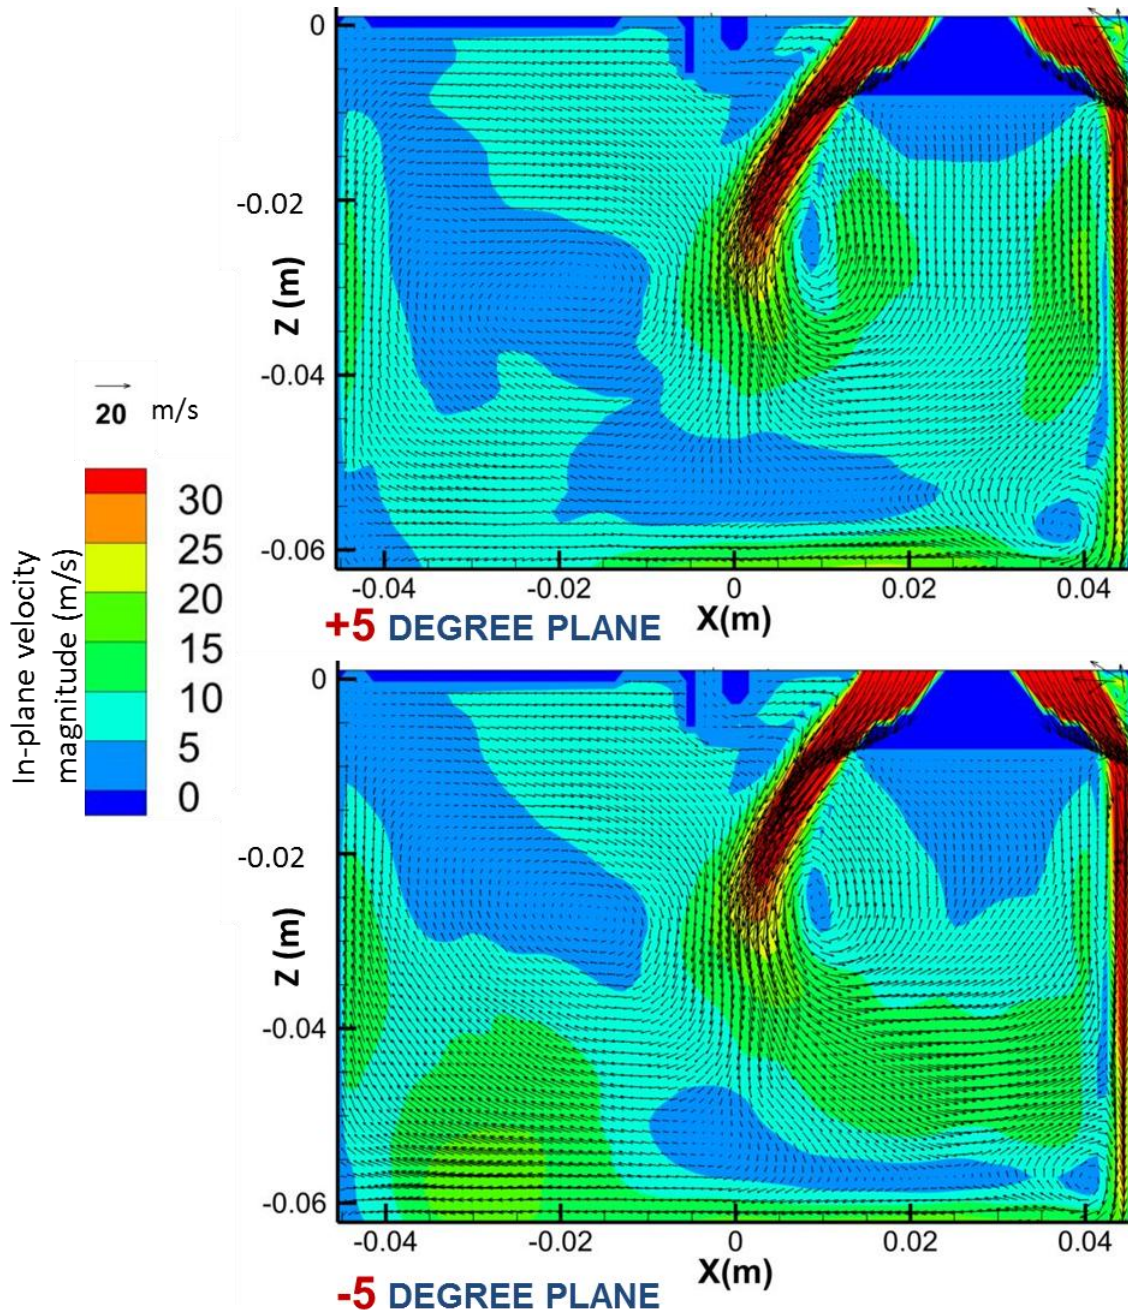 0
-0.02
Z (m)
-0.04
-0.06
-0.04
-0.02
0
0.02
0.04
X(m)
+5 DEGREE PLANE
20 m/s
In-plane velocity
magnitude (m/s)
30
25
20
15
10
5
0
0
-0.02
Z (m)
-0.04
-0.06
-0.04
-0.02
0
0.02
0.04
X(m)
-5 DEGREE PLANE